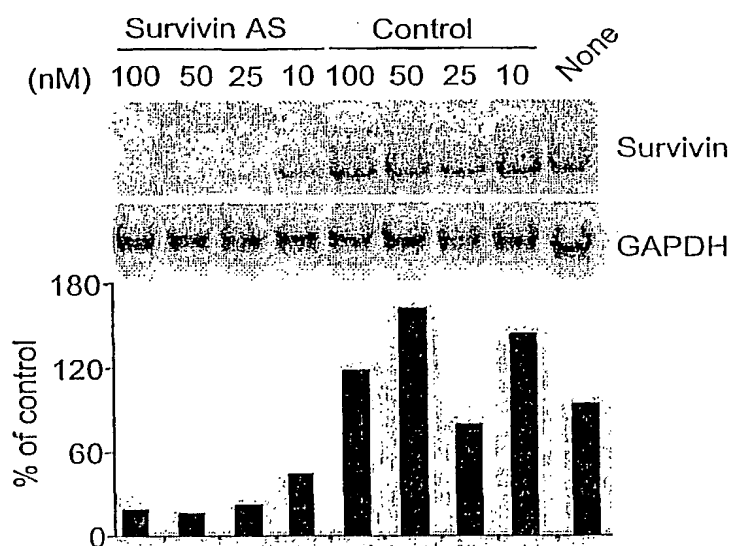 Survivin AS Control
(nM) 100 50 25 10 100 50 25 10 None
Survivin
GAPDH
180
120
60
0
% of control